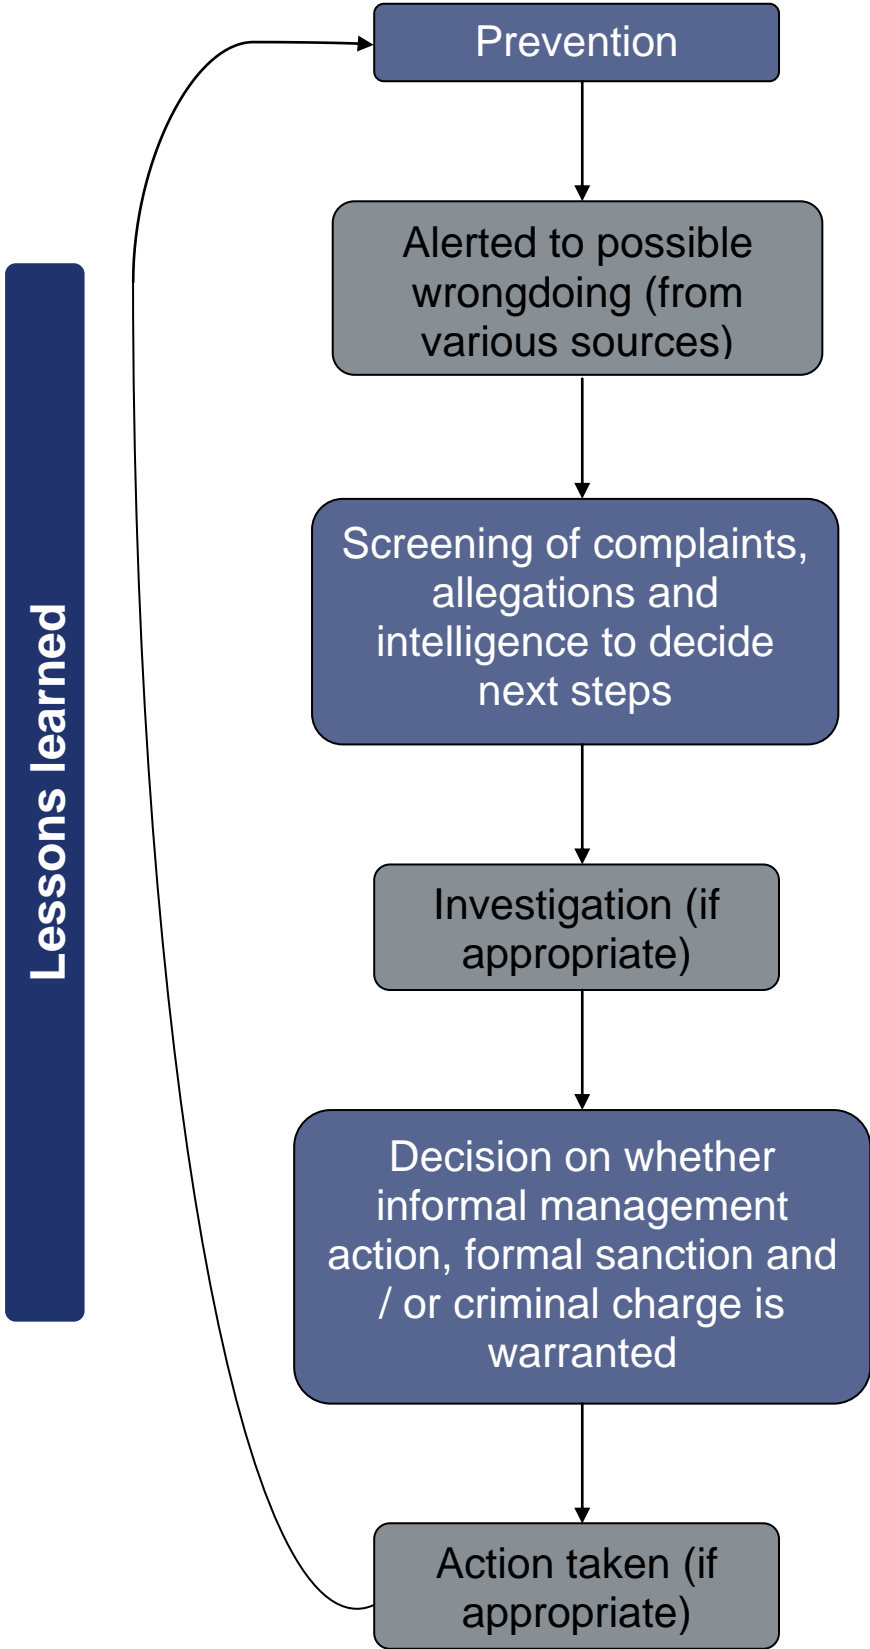 Prevention
Alerted to possible
wrongdoing (from
various sources)
Screening of complaints,
allegations and
intelligence to decide
next steps
Lessons learned
Investigation (if
appropriate)
Decision on whether
informal management
action, formal sanction and
/ or criminal charge is
warranted
Action taken (if
appropriate)